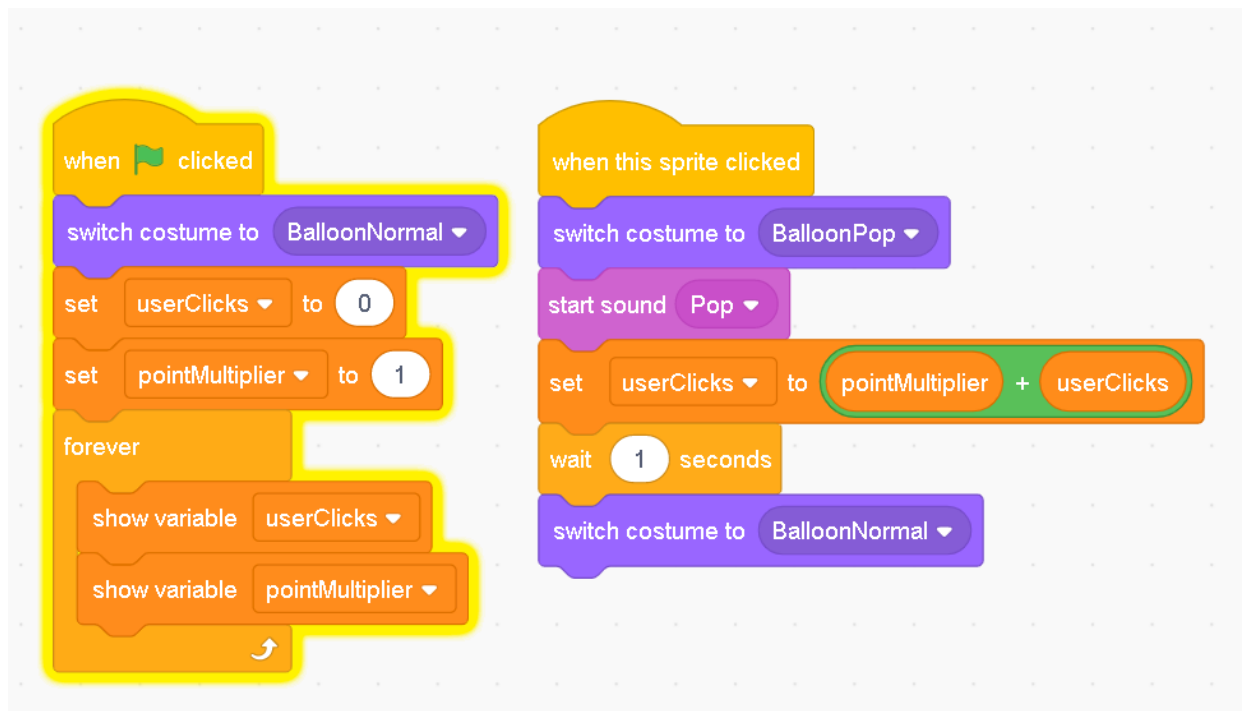 when clicked
switch costume to BalloonNormal
set userClicks to 0
set pointMultiplier to 1
forever
show variable userClicks
show variable pointMultiplier
when this sprite clicked
switch costume to BalloonPop
start sound Pop
set userClicks to pointMultiplier + userClicks
wait 1 seconds
switch costume to BalloonNormal